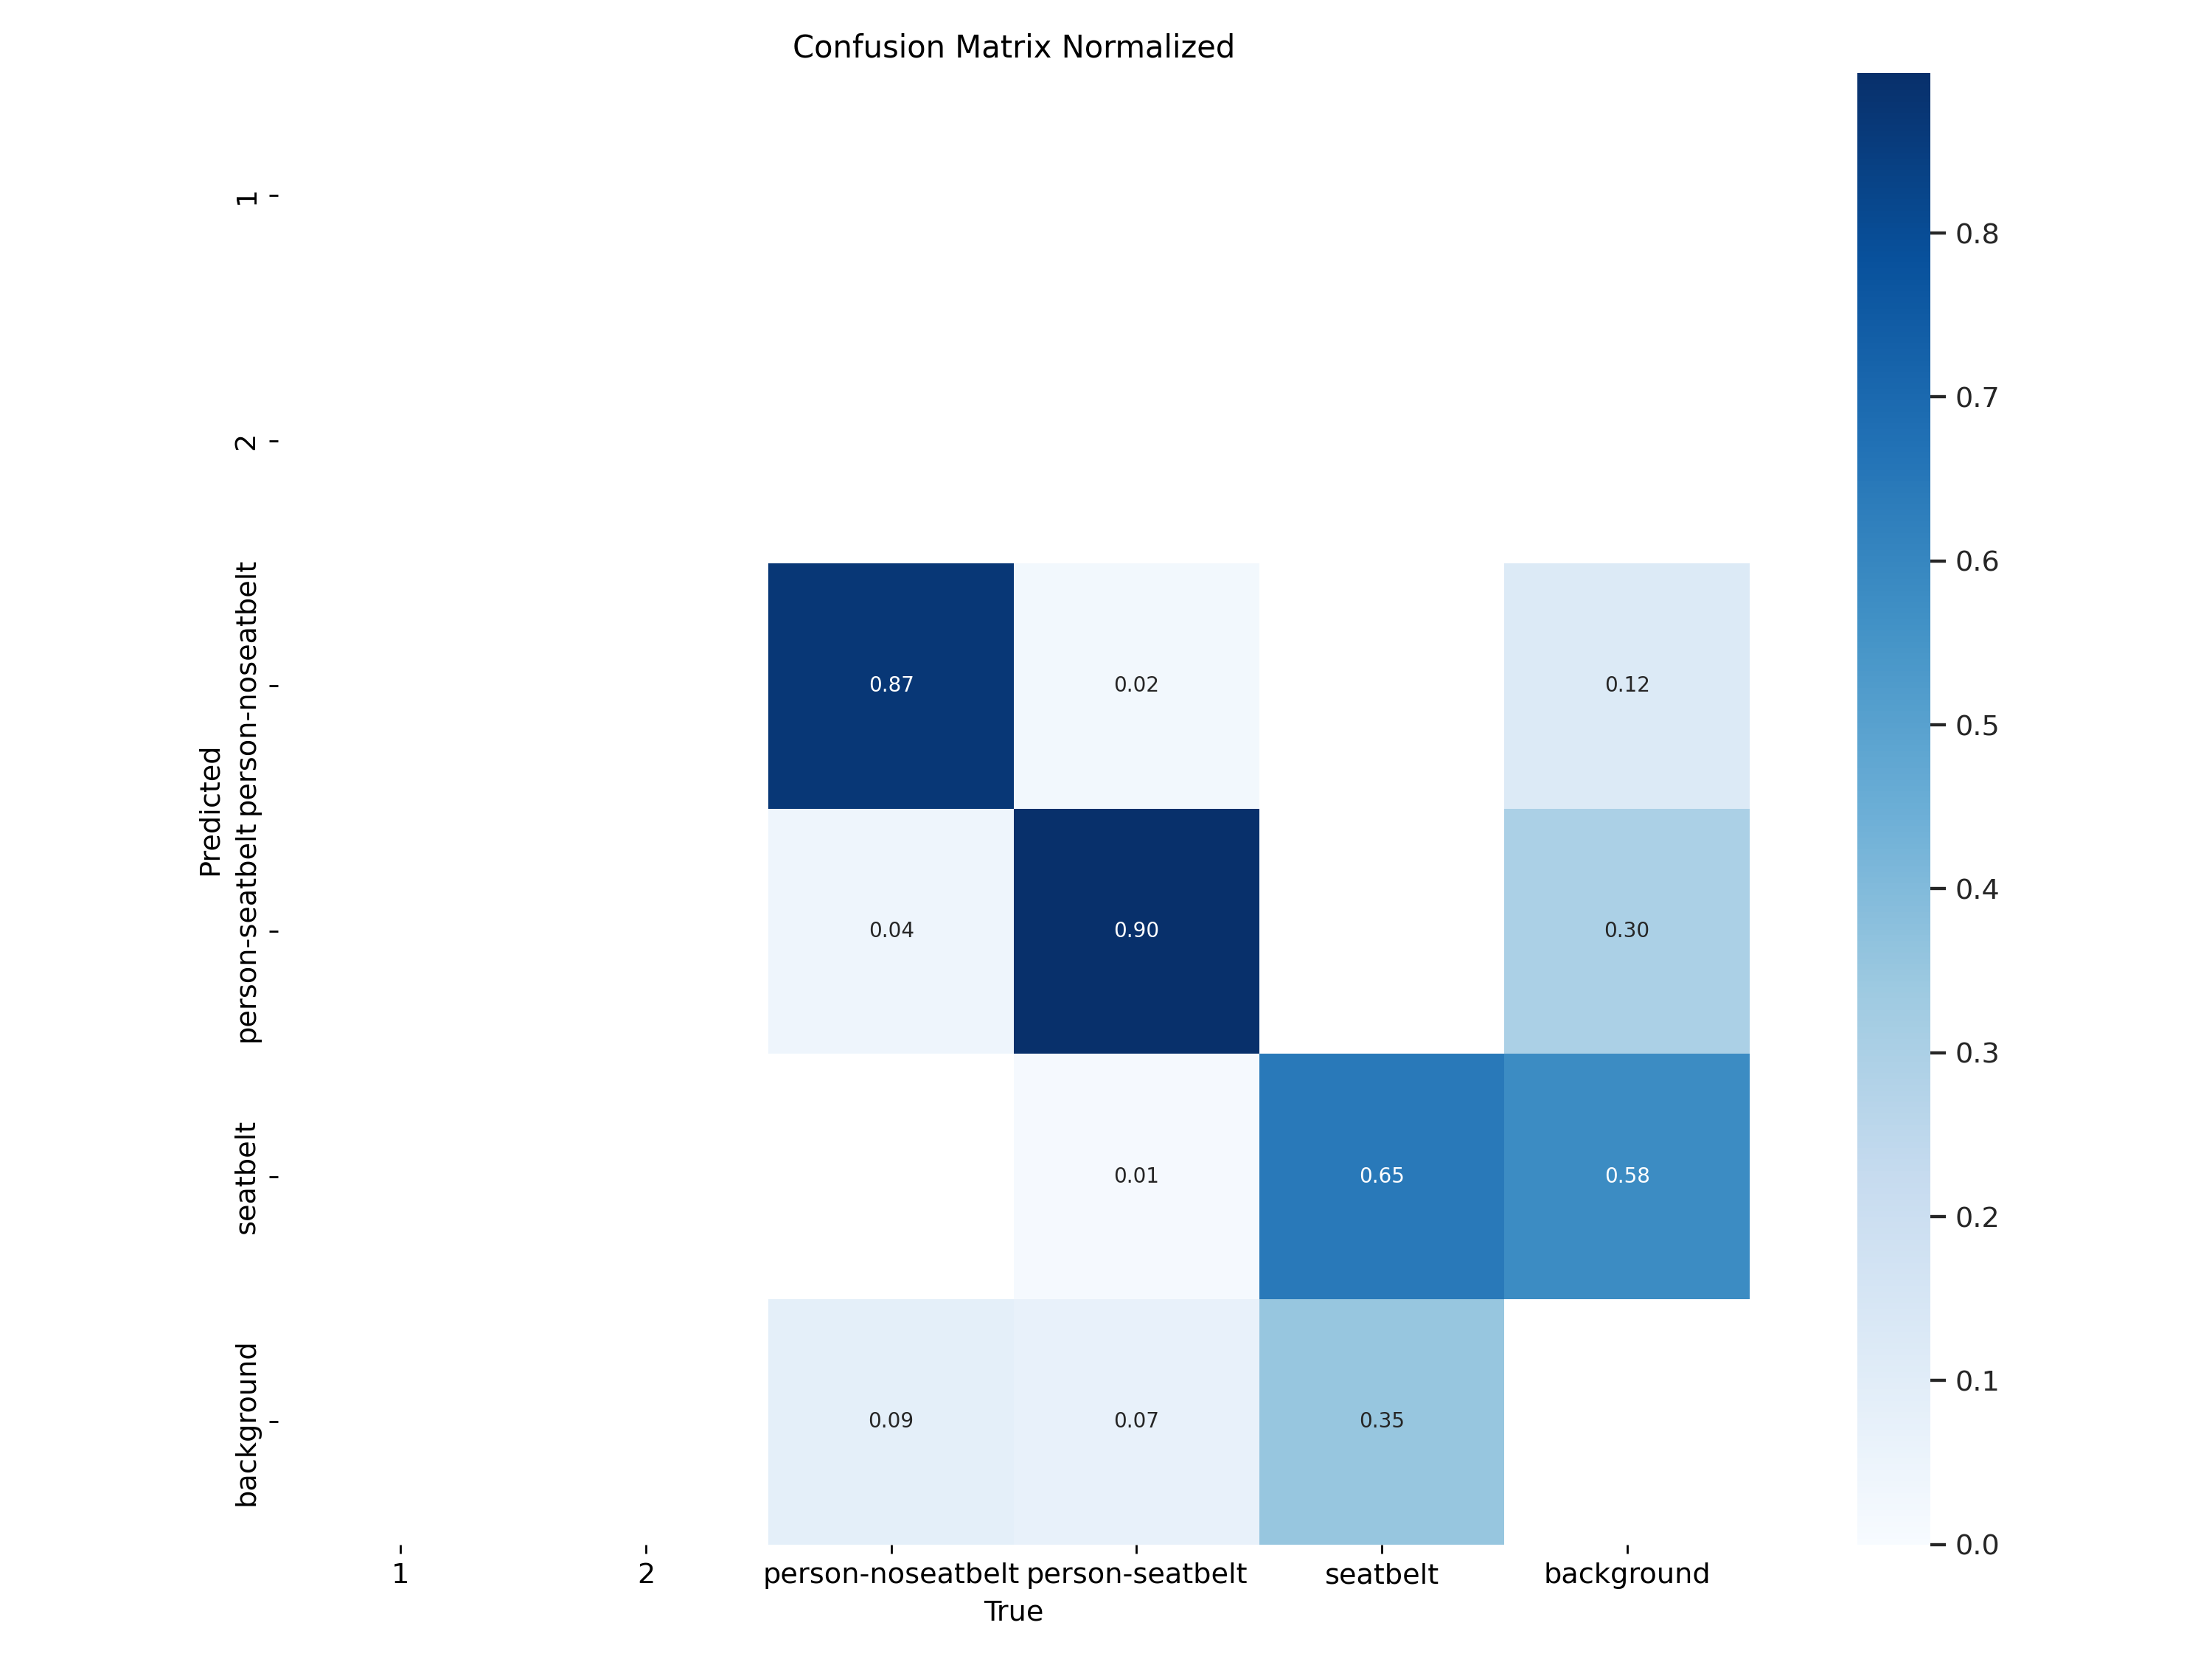 Confusion Matrix Normalized
1
2
person-noseatbelt
person-seatbelt
seatbelt
background
Predicted
0.87
0.02
0.12
0.04
0.90
0.30
0.01
0.65
0.58
0.09
0.07
0.35
1
2
person-noseatbelt
person-seatbelt
seatbelt
background
True
0.8
0.7
0.6
0.5
0.4
0.3
0.2
0.1
0.0